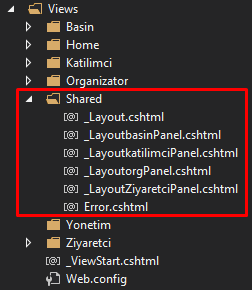 Views
Basin
Home
Katilimci
Organizator
Shared
_Layout.cshtml
_LayoutbasinPanel.cshtml
_LayoutkatilimciPanel.cshtml
_LayoutorgPanel.cshtml
_LayoutZiyaretciPanel.cshtml
Error.cshtml
Yonetim
Ziyaretci
_ViewStart.cshtml
Web.config